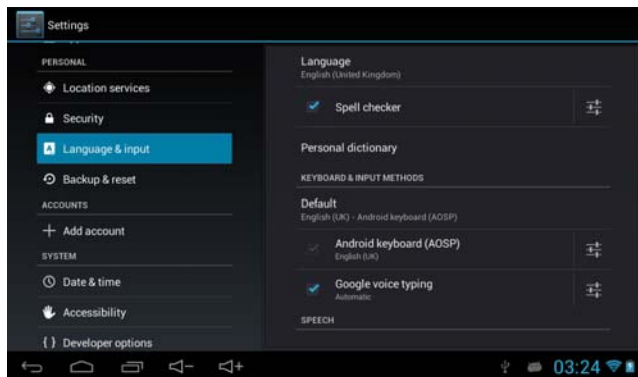 Settings
PERSONAL
Location services
Security
A Language & input
Backup & reset
ACCOUNTS
+ Add account
SYSTEM
Date & time
Accessibility
{ } Developer options
Language
English (United Kingdom)
Spell checker
Personal dictionary
KEYBOARD & INPUT METHODS
Default
English (UK) - Android keyboard (AOSP)
Android keyboard (AOSP)
English (UK)
Google voice typing
Automatic
SPEECH
03:24